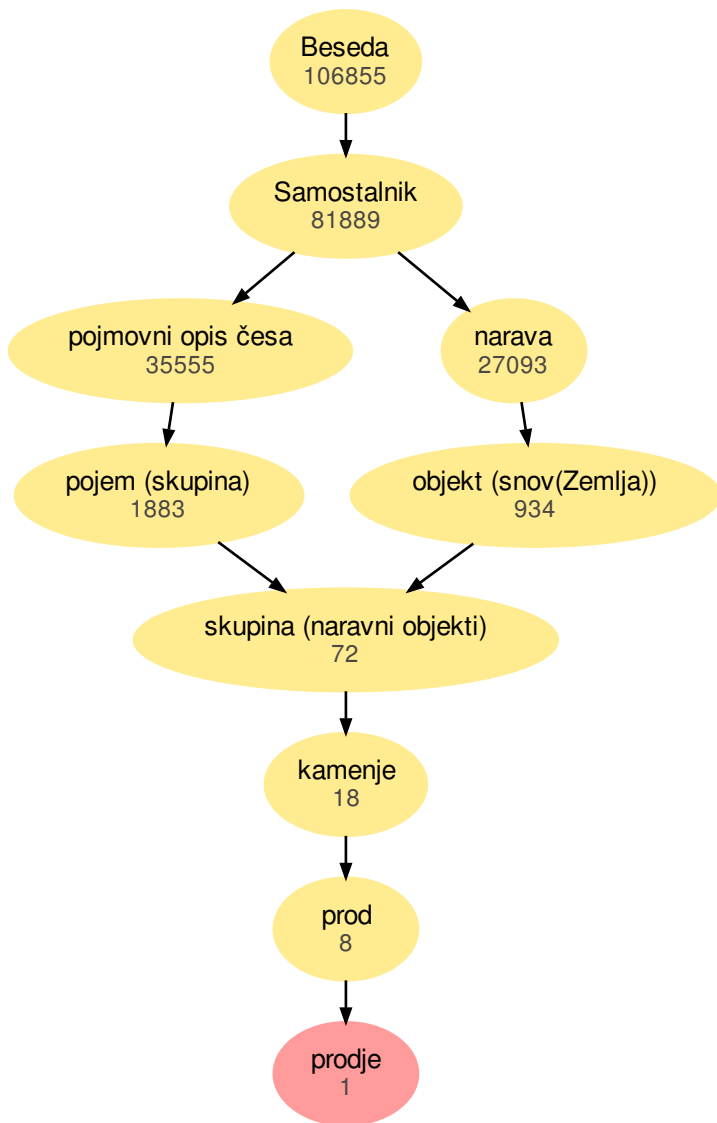 Beseda
106855
Samostalnik
81889
pojmovni opis česa
35555
narava
27093
pojem (skupina)
1883
objekt (snov(Zemlja))
934
skupina (naravni objekti)
72
kamenje
18
prod
8
prodje
1